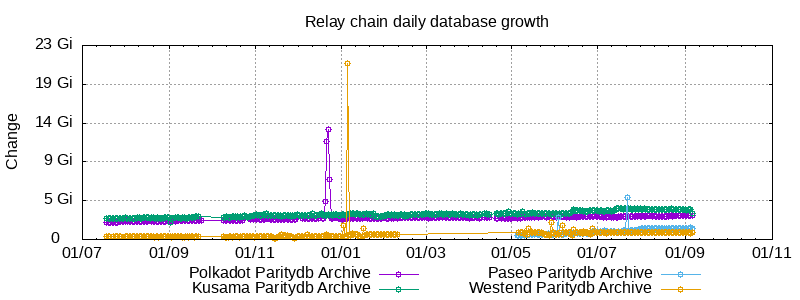 Relay chain daily database growth
23 Gi
19 Gi
14 Gi
9 Gi
5 Gi
0
Change
01/07 01/09 01/11 01/01 01/03 01/05 01/07 01/09 01/11
Polkadot Paritydb Archive Paseo Paritydb Archive
Kusama Paritydb Archive Westend Paritydb Archive